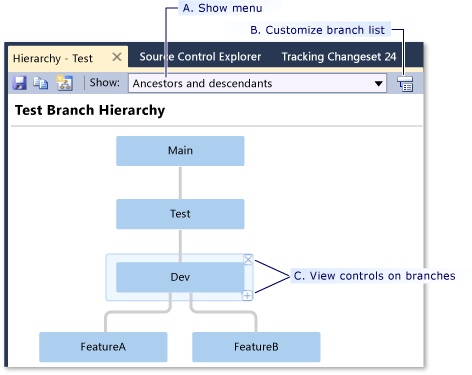 A. Show menu
B. Customize branch list
Hierarchy - Test
Source Control Explorer
Tracking Changeset 24
Show:
Ancestors and descendants
Test Branch Hierarchy
Main
Test
Dev
C. View controls on branches
FeatureA
FeatureB